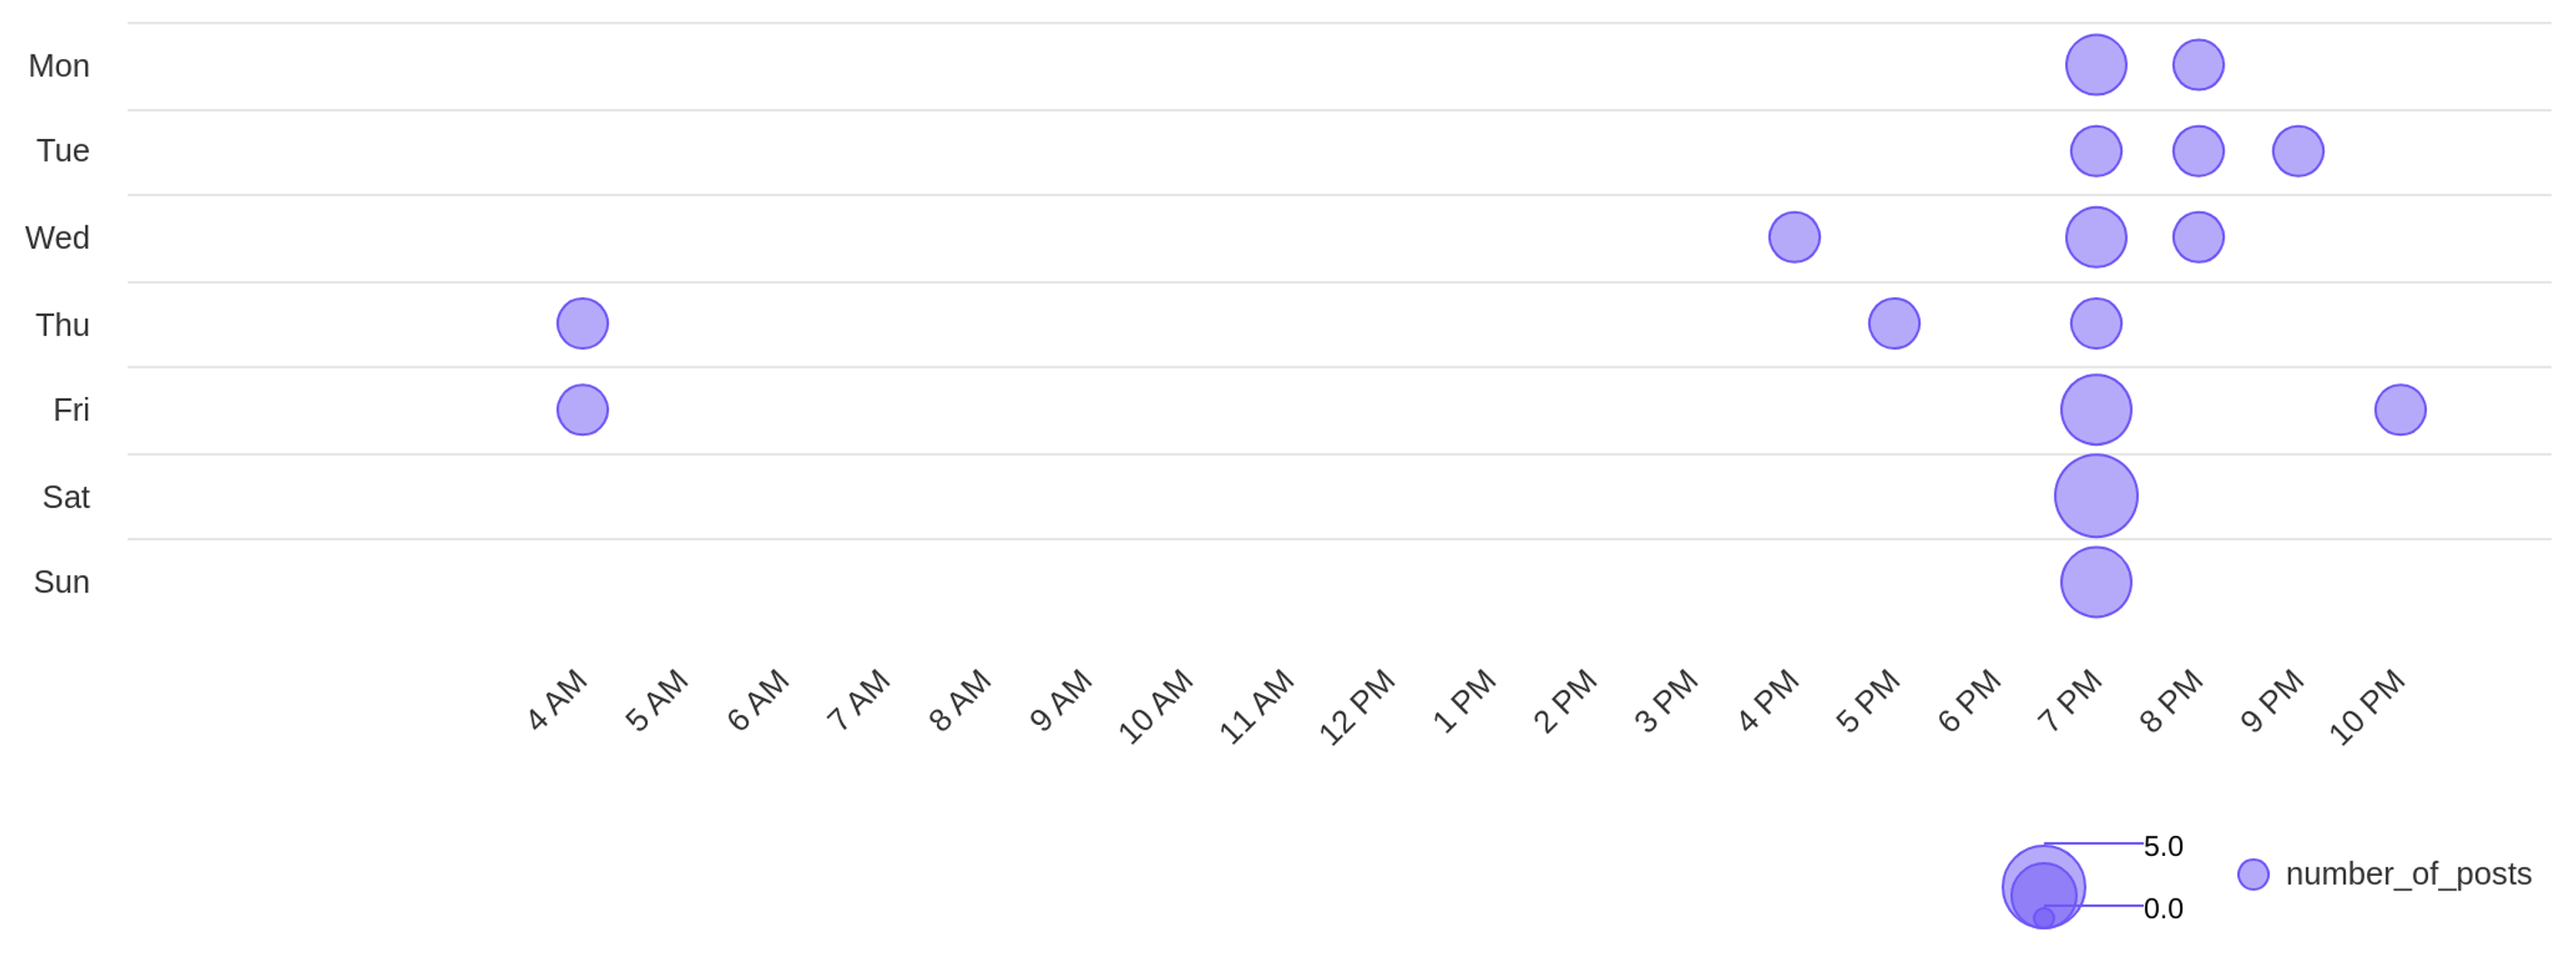 Mon
Tue
Wed
Thu
Fri
Sat
Sun
4 AM
5 AM
6 AM
7 AM
8 AM
9 AM
10 AM
11 AM
12 PM
1 PM
2 PM
3 PM
4 PM
5 PM
6 PM
7 PM
8 PM
9 PM
10 PM
5.0
0.0
number_of_posts